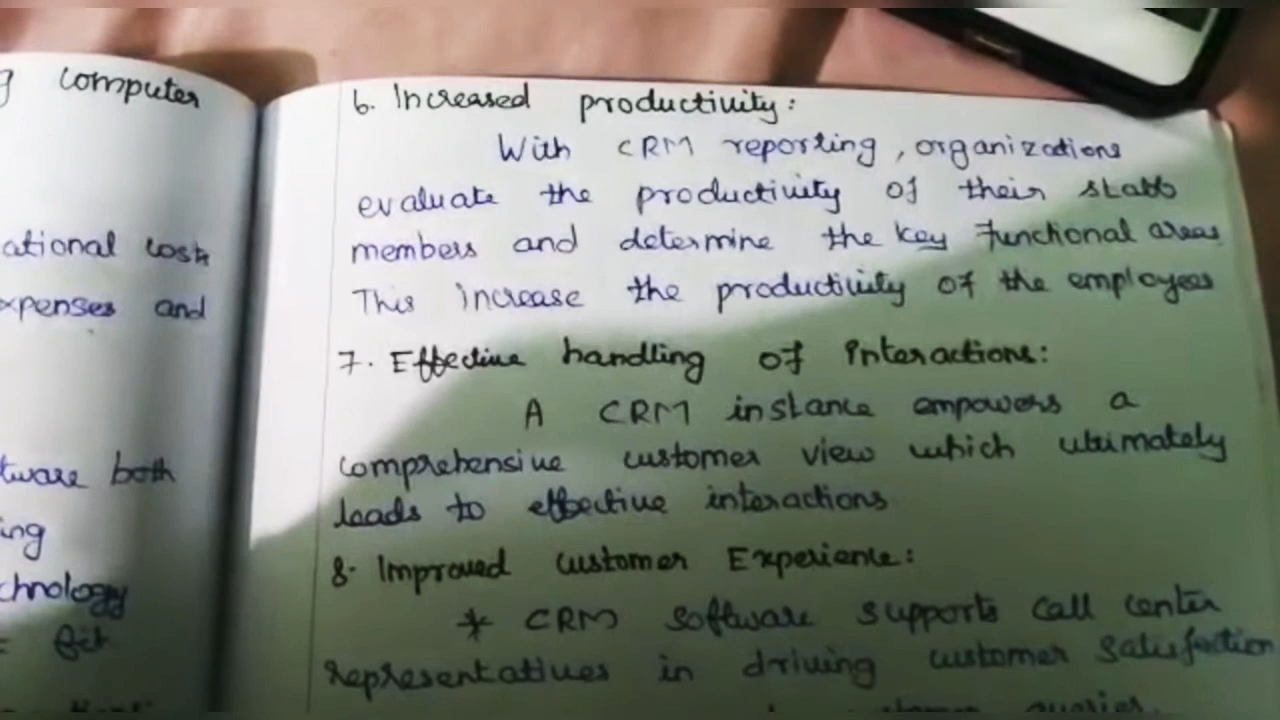 computer
ational costs
xpenses and
tware both
ing
chnology
fit
6. Increased productivity:
With CRM reporting, organizations
evaluate the productivity of their staff
members and determine the key functional areas
This increase the productivity of the employees
7. Effective handling of interactions:
A CRM instance empowers a
comprehensive customer view which ultimately
leads to effective interactions
8. Improved customer Experience:
* CRM software supports call center
representatives in driving customer satisfaction
queries.